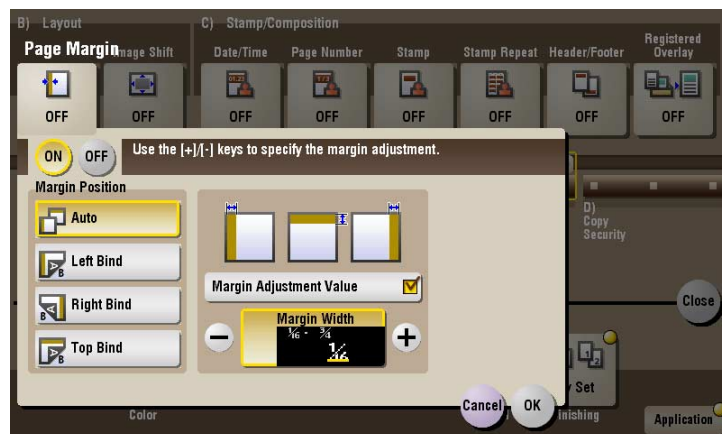 B) Layout
C) Stamp/Composition
Page Margin
Image Shift
Date/Time
Page Number
Stamp
Stamp Repeat
Header/Footer
Registered
Overlay
OFF
OFF
OFF
OFF
OFF
OFF
OFF
OFF
ON
OFF
Use the [+]/[-] keys to specify the margin adjustment.
Margin Position
Auto
Left Bind
Right Bind
Top Bind
Margin Adjustment Value
Margin Width
1/16 - 3/4
1/16
−
+
D)
Copy
Security
Close
Set
Cancel
OK
Color
Finishing
Application